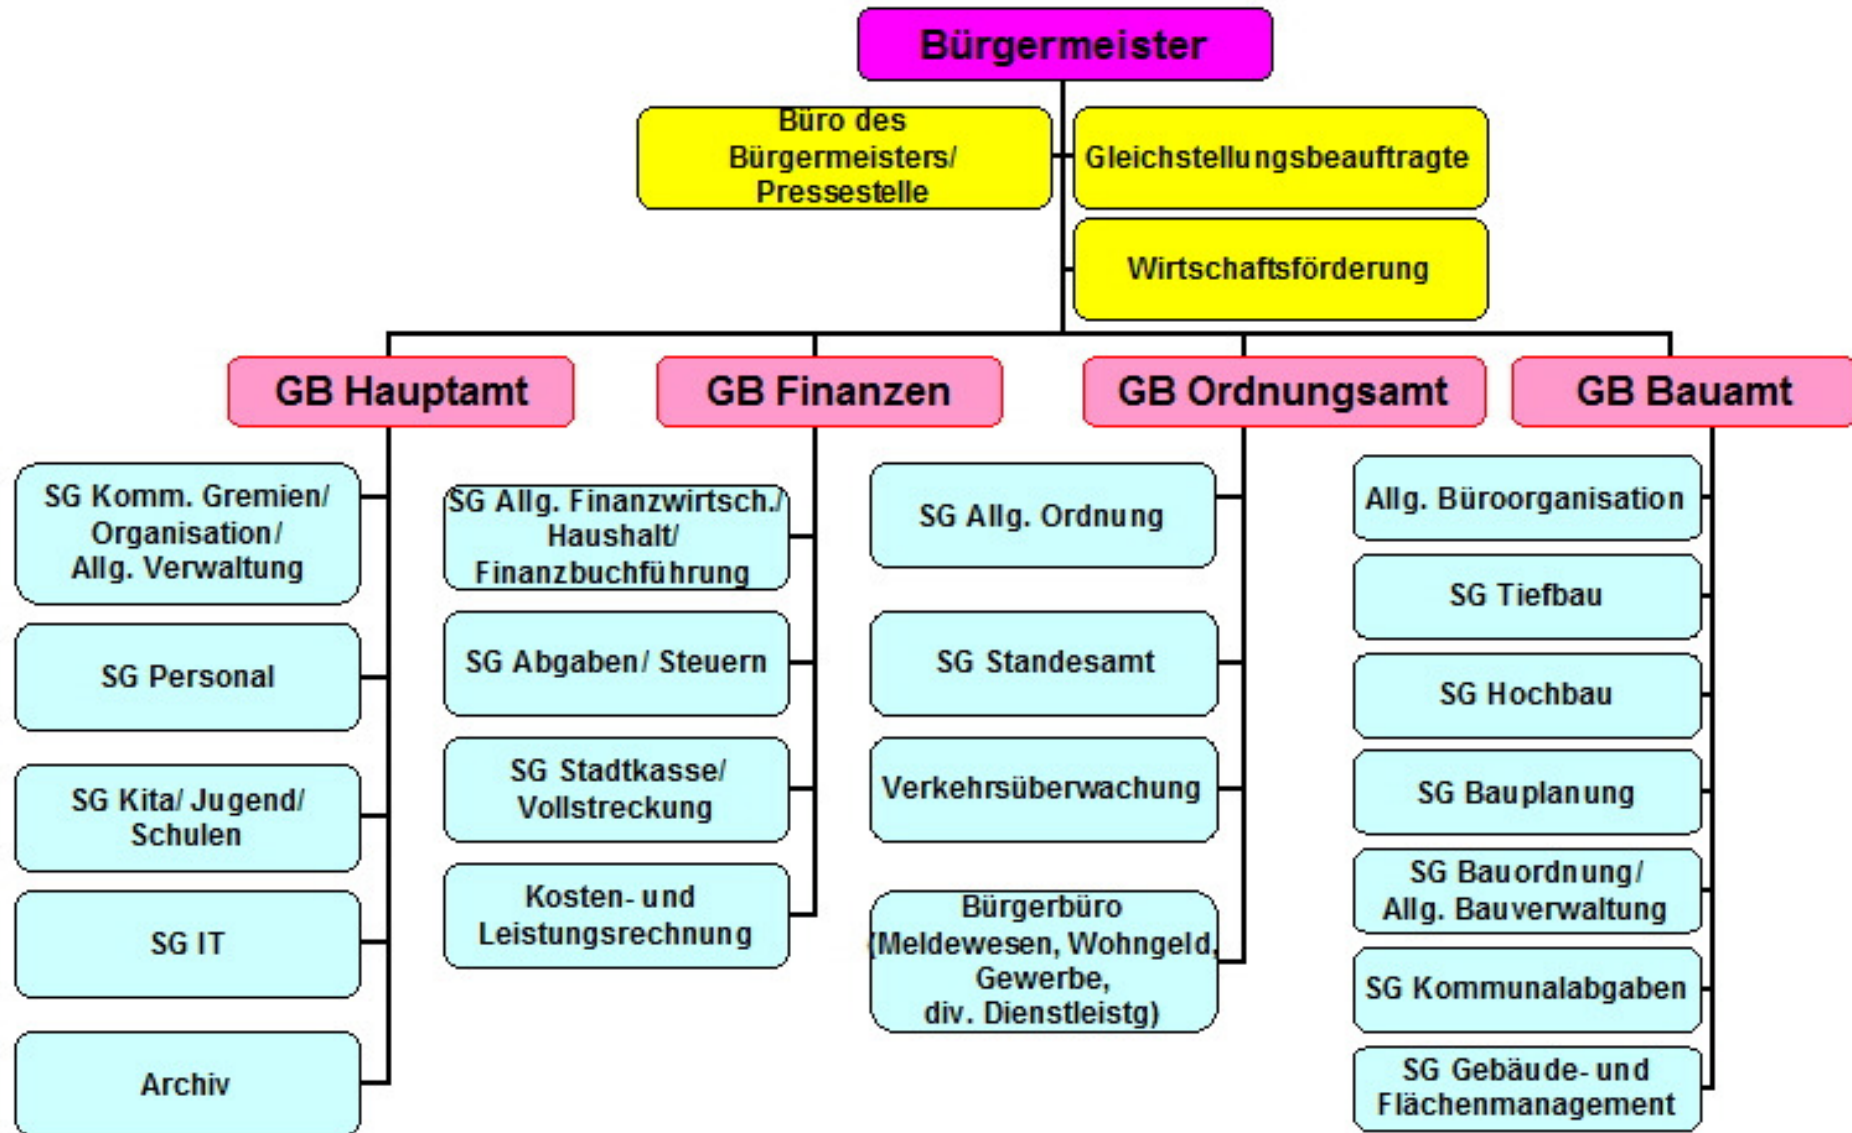 Bürgermeister
Büro des
Bürgermeisters/
Pressestelle
Gleichstellungsbeauftragte
Wirtschaftsförderung
GB Hauptamt
GB Finanzen
GB Ordnungsamt
GB Bauamt
SG Komm. Gremien/
Organisation/
Allg. Verwaltung
SG Personal
SG Kita/ Jugend/
Schulen
SG IT
Archiv
SG Allg. Finanzwirtsch./
Haushalt/
Finanzbuchführung
SG Abgaben/ Steuern
SG Stadtkasse/
Vollstreckung
Kosten- und
Leistungsrechnung
SG Allg. Ordnung
SG Standesamt
Verkehrsüberwachung
Bürgerbüro
(Meldewesen, Wohngeld,
Gewerbe,
div. Dienstleistg)
Allg. Büroorganisation
SG Tiefbau
SG Hochbau
SG Bauplanung
SG Bauordnung/
Allg. Bauverwaltung
SG Kommunalabgaben
SG Gebäude- und
Flächenmanagement